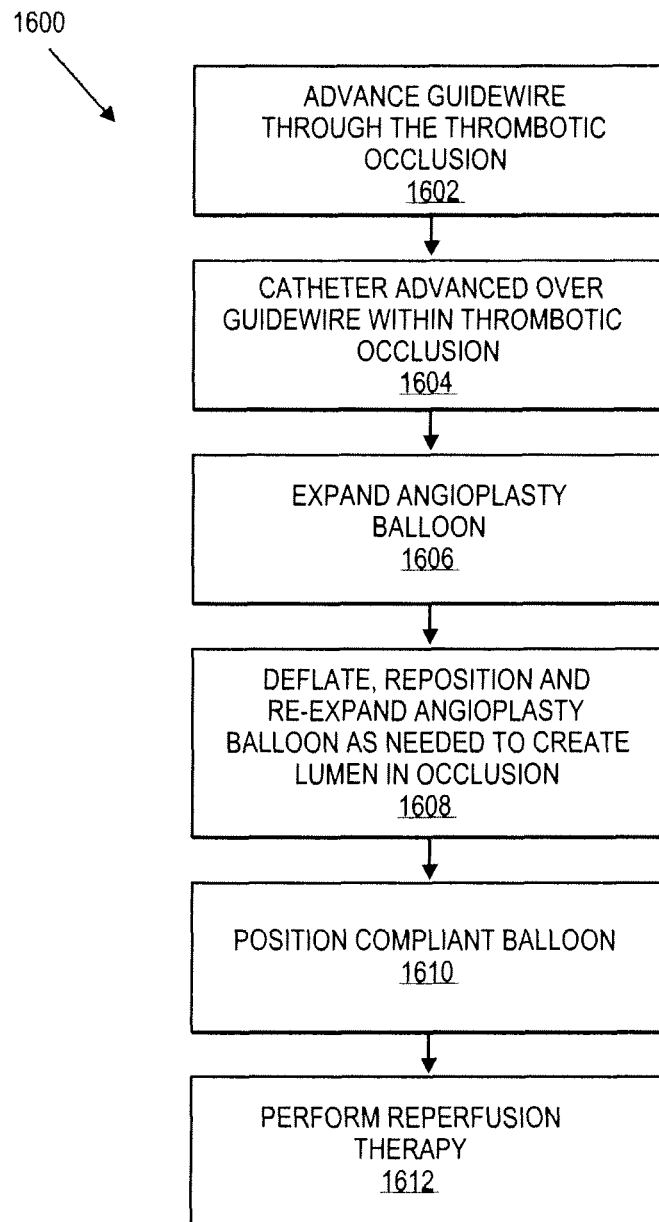 1600
ADVANCE GUIDEWIRE
THROUGH THE THROMBOTIC
OCCLUSION
1602
CATHETER ADVANCED OVER
GUIDEWIRE WITHIN THROMBOTIC
OCCLUSION
1604
EXPAND ANGIOPLASTY
BALLOON
1606
DEFLATE, REPOSITION AND
RE-EXPAND ANGIOPLASTY
BALLOON AS NEEDED TO CREATE
LUMEN IN OCCLUSION
1608
POSITION COMPLIANT BALLOON
1610
PERFORM REPERFUSION
THERAPY
1612